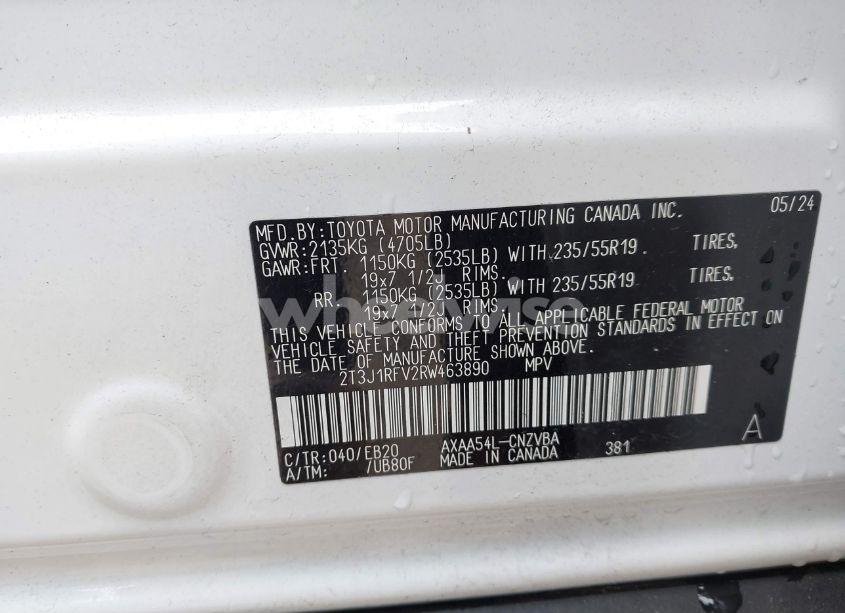 MFD.BY:TOYOTA MOTOR MANUFACTURING CANADA INC. 05/24
GVWR:2135KG (4705LB)
GAWR:FRT. 1150KG (2535LB) WITH 235/55R19 TIRES,
19x7 1/2J RIMS.
RR. 1150KG (2535LB) WITH 235/55R19 TIRES,
19x7 1/2J RIMS
wheelwise
THIS VEHICLE CONFORMS TO ALL APPLICABLE FEDERAL MOTOR
VEHICLE SAFETY AND THEFT PREVENTION STANDARDS IN EFFECT ON
THE DATE OF MANUFACTURE SHOWN ABOVE.
2T3J1RFV2RW463890 MPV
C/TR:040/EB20 AXAA54L-CNZVBA 381 A
A/TM: 7UB80F MADE IN CANADA